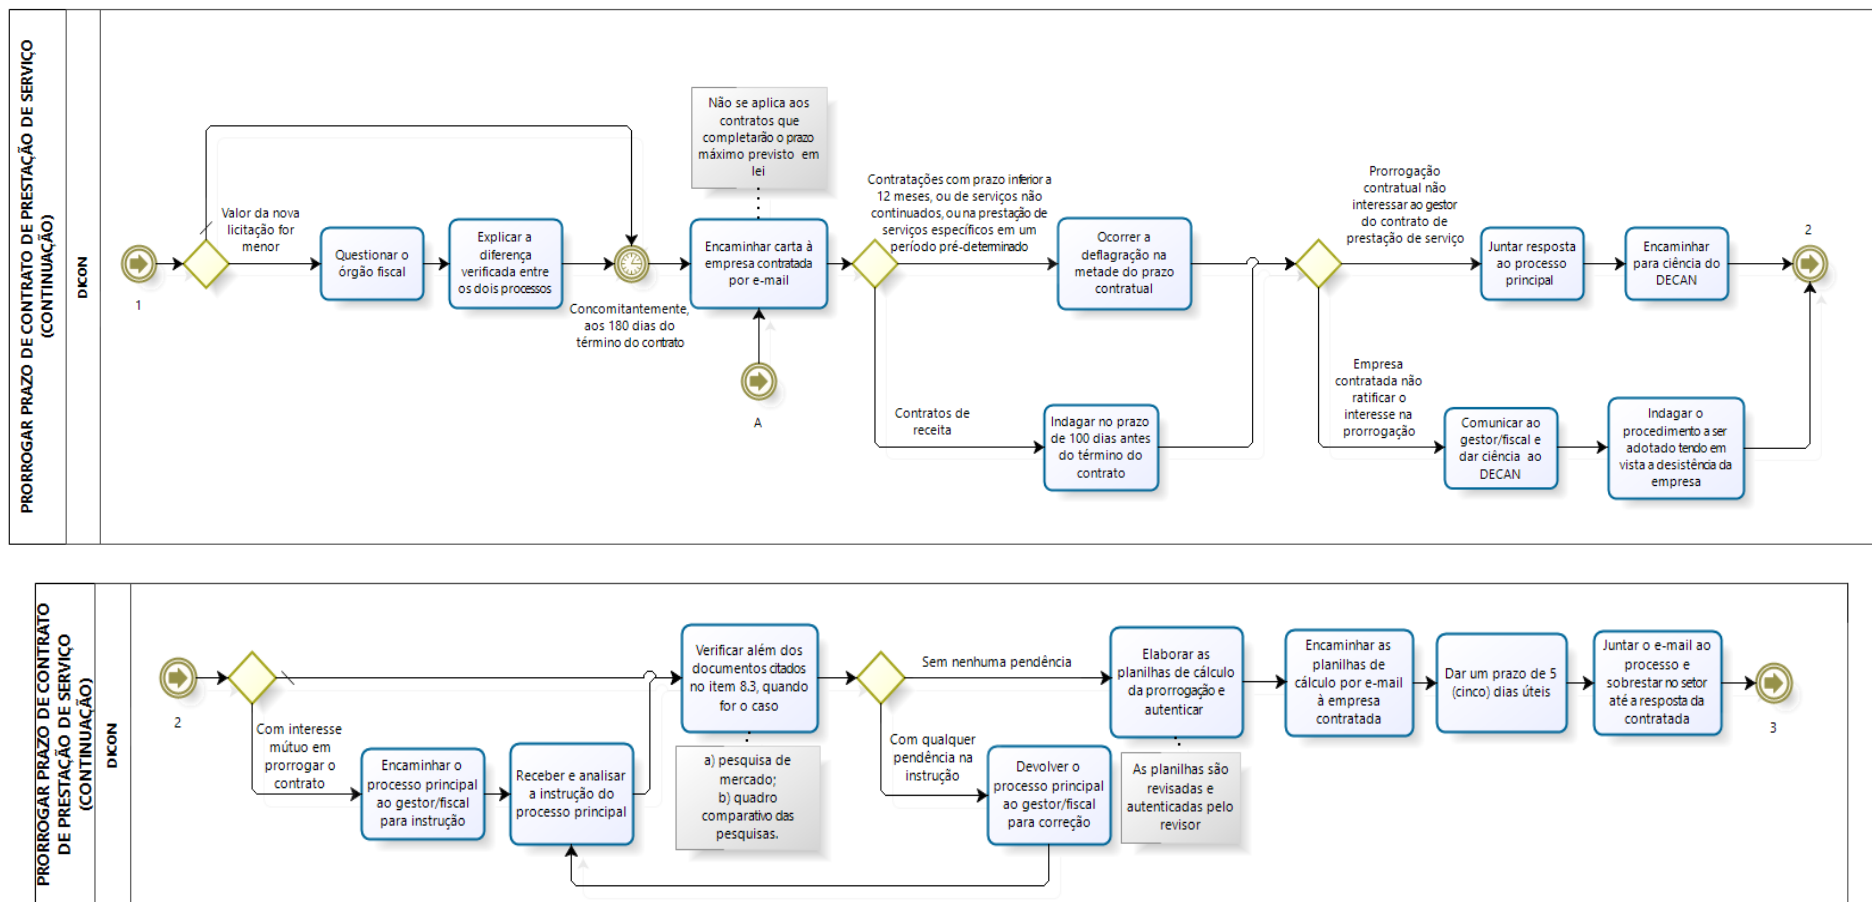 PRORROGAR PRAZO DE CONTRATO DE PRESTAÇÃO DE SERVIÇO
(CONTINUAÇÃO)
DICON
1
Valor da nova
licitação for
menor
Questionar o
órgão fiscal
Explicar a
diferença
verificada entre
os dois processos
Concomitantemente,
aos 180 dias do
término do contrato
Não se aplica aos
contratos que
completarão o prazo
máximo previsto em
lei
Encaminhar carta à
empresa contratada
por e-mail
A
Contratações com prazo inferior a
12 meses, ou de serviços não
continuados, ou na prestação de
serviços específicos em um
período pré-determinado
Ocorrer a
deflagração na
metade do prazo
contratual
Contratos de
receita
Indagar no prazo
de 100 dias antes
do término do
contrato
Prorrogação
contratual não
interessar ao gestor
do contrato de
prestação de serviço
Juntar resposta
ao processo
principal
Encaminhar
para ciência do
DECAN
2
Empresa
contratada não
ratificar o
interesse na
prorrogação
Comunicar ao
gestor/fiscal e
dar ciência ao
DECAN
Indagar o
procedimento a ser
adotado tendo em
vista a desistência da
empresa
PRORROGAR PRAZO DE CONTRATO
DE PRESTAÇÃO DE SERVIÇO
(CONTINUAÇÃO)
DICON
2
Com interesse
mútuo em
prorrogar o
contrato
Encaminhar o
processo principal
ao gestor/fiscal
para instrução
Receber e analisar
a instrução do
processo principal
Verificar além dos
documentos citados
no item 8.3, quando
for o caso
a) pesquisa de
mercado;
b) quadro
comparativo das
pesquisas.
Sem nenhuma pendência
Com qualquer
pendência na
instrução
Devolver o
processo principal
ao gestor/fiscal
para correção
Elaborar as
planilhas de cálculo
da prorrogação e
autenticar
As planilhas são
revisadas e
autenticadas pelo
revisor
Encaminhar as
planilhas de
cálculo por e-mail
à empresa
contratada
Dar um prazo de 5
(cinco) dias úteis
Juntar o e-mail ao
processo e
sobrestar no setor
até a resposta da
contratada
3